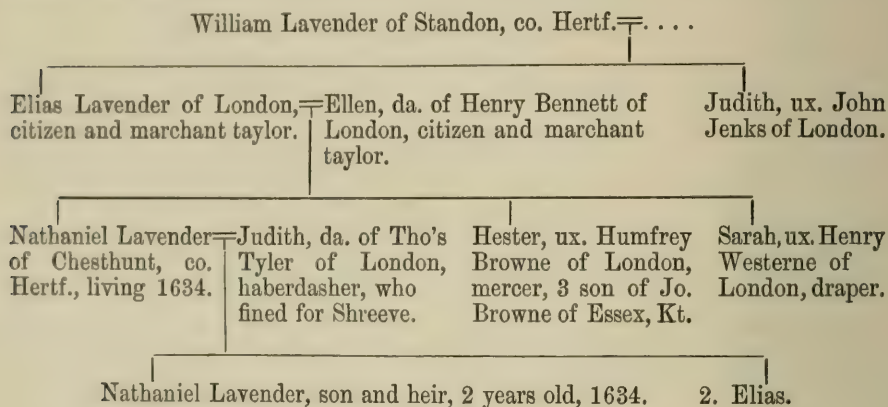 William Lavender of Standon, co. Hertf.=. . . .
Elias Lavender of London,=Ellen, da. of Henry Bennett of
citizen and marchant taylor. London, citizen and marchant
taylor.
Judith, ux. John
Jenks of London.
Nathaniel Lavender=Judith, da. of Tho's
of Chesthunt, co. Tyler of London,
Hertf., living 1634. haberdasher, who
fined for Shreeve.
Hester, ux. Humfrey
Browne of London,
mercer, 3 son of Jo.
Browne of Essex, Kt.
Sarah, ux. Henry
Westerne of
London, draper.
Nathaniel Lavender, son and heir, 2 years old, 1634. 2. Elias.